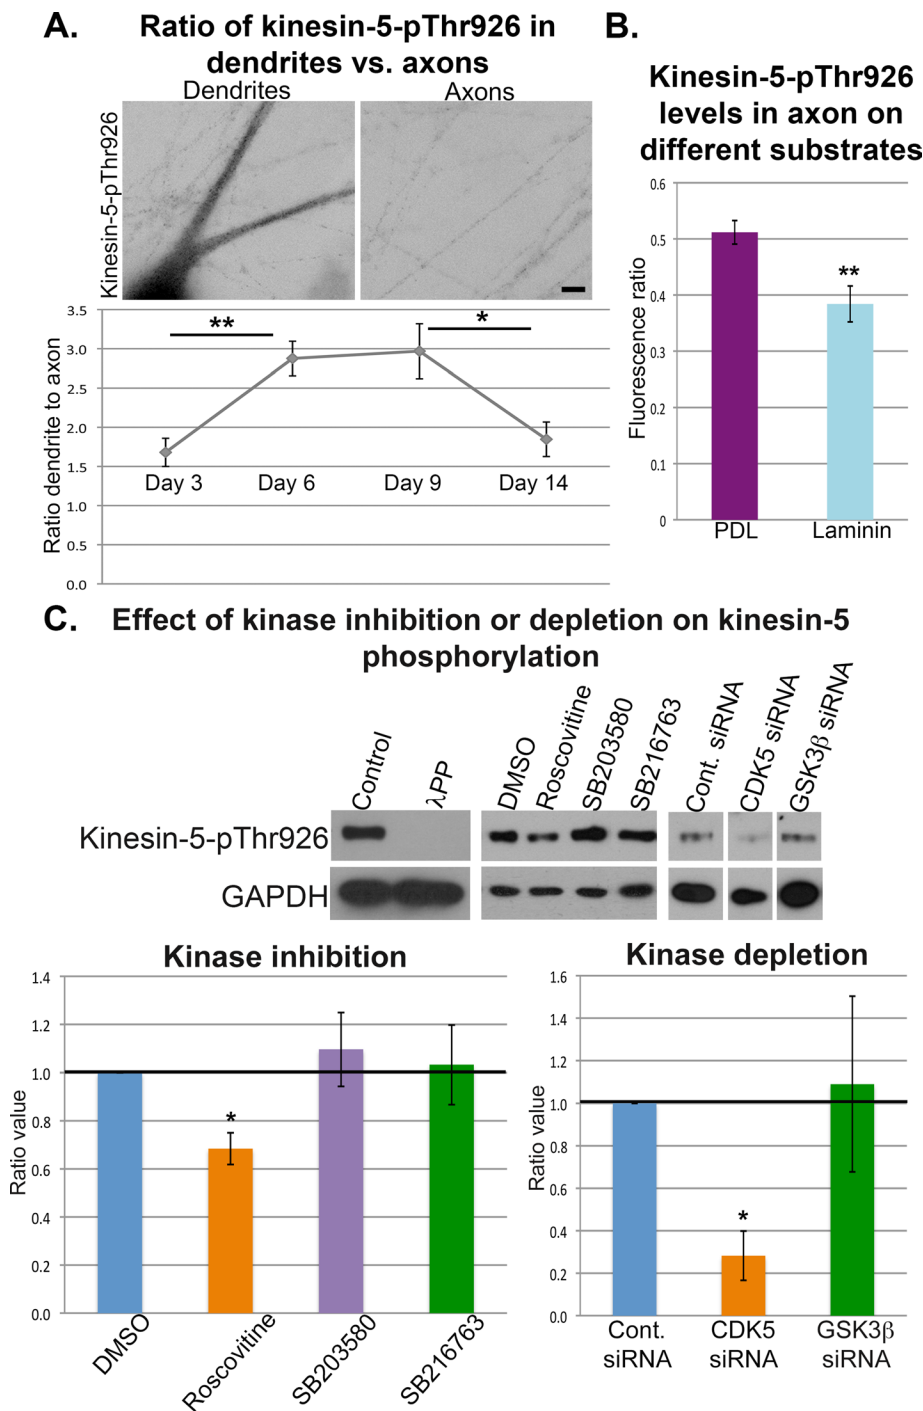 A.
Ratio of kinesin-5-pThr926 in
dendrites vs. axons
Dendrites
Axons
Kinesin-5-pThr926
Ratio dendrite to axon
3.5
3.0
2.5
2.0
1.5
1.0
0.5
0.0
**
*
Day 3
Day 6
Day 9
Day 14
B.
Kinesin-5-pThr926
levels in axon on
different substrates
Fluorescence ratio
0.6
0.5
0.4
0.3
0.2
0.1
0
**
PDL
Laminin
C.
Effect of kinase inhibition or depletion on kinesin-5
phosphorylation
Control
λPP
DMSO
Roscovitine
SB203580
SB216763
Cont. siRNA
CDK5 siRNA
GSK3β siRNA
Kinesin-5-pThr926
GAPDH
Kinase inhibition
Ratio value
1.4
1.2
1.0
0.8
0.6
0.4
0.2
0.0
*
DMSO
Roscovitine
SB203580
SB216763
Kinase depletion
Ratio value
1.6
1.4
1.2
1.0
0.8
0.6
0.4
0.2
0.0
*
Cont.
siRNA
CDK5
siRNA
GSK3β
siRNA